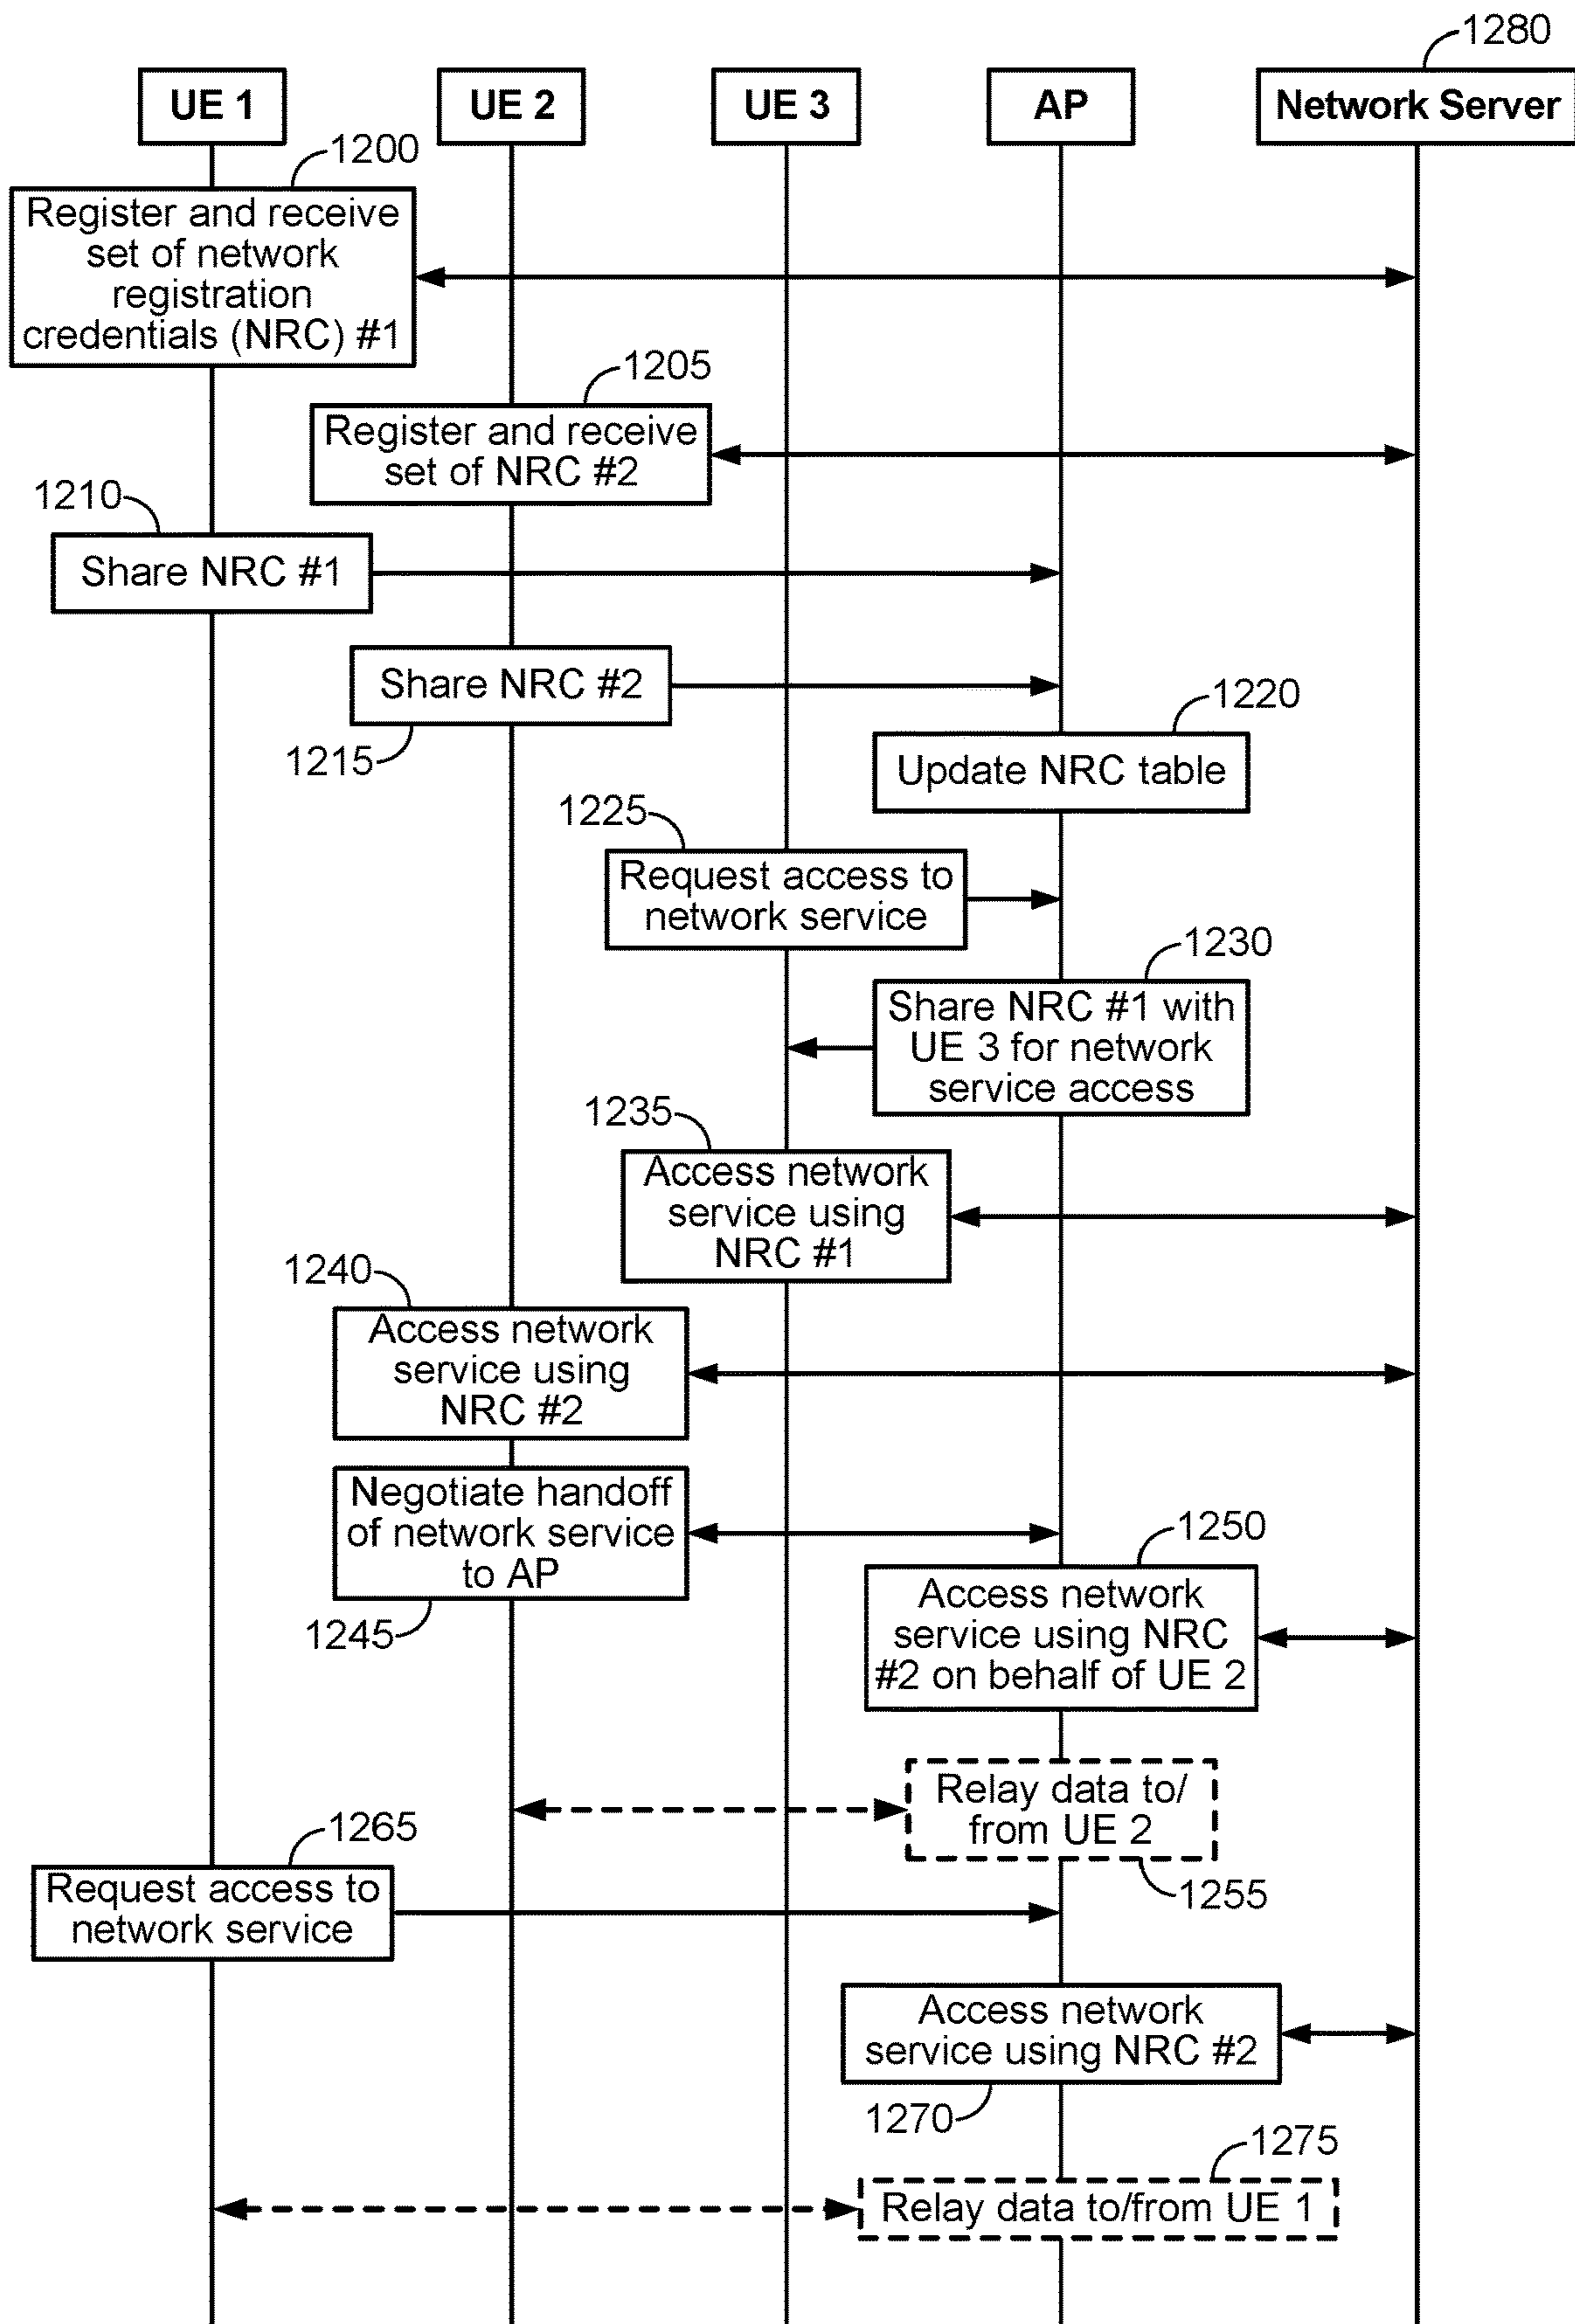 1280
UE 1
UE 2
UE 3
AP
Network Server
1200
Register and receive
set of network
registration
credentials (NRC) #1
1205
Register and receive
set of NRC #2
1210
Share NRC #1
Share NRC #2
1215
1220
Update NRC table
1225
Request access to
network service
1230
Share NRC #1 with
UE 3 for network
service access
1235
Access network
service using
NRC #1
1240
Access network
service using
NRC #2
Negotiate handoff
of network service
to AP
1245
1250
Access network
service using NRC
#2 on behalf of UE 2
Relay data to/
from UE 2
1255
1265
Request access to
network service
Access network
service using NRC #2
1270
1275
Relay data to/from UE 1